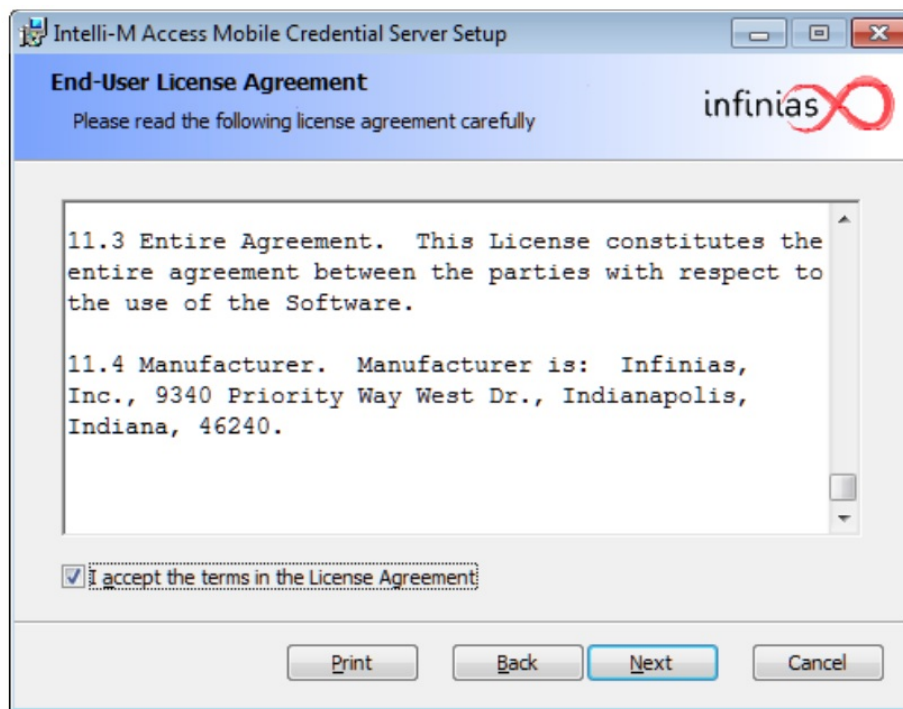 Intelli-M Access Mobile Credential Server Setup
End-User License Agreement
Please read the following license agreement carefully
infinias
11.3 Entire Agreement.  This License constitutes the
entire agreement between the parties with respect to
the use of the Software.
11.4 Manufacturer.  Manufacturer is:  Infinias,
Inc., 9340 Priority Way West Dr., Indianapolis,
Indiana, 46240.
I accept the terms in the License Agreement
Print Back Next Cancel